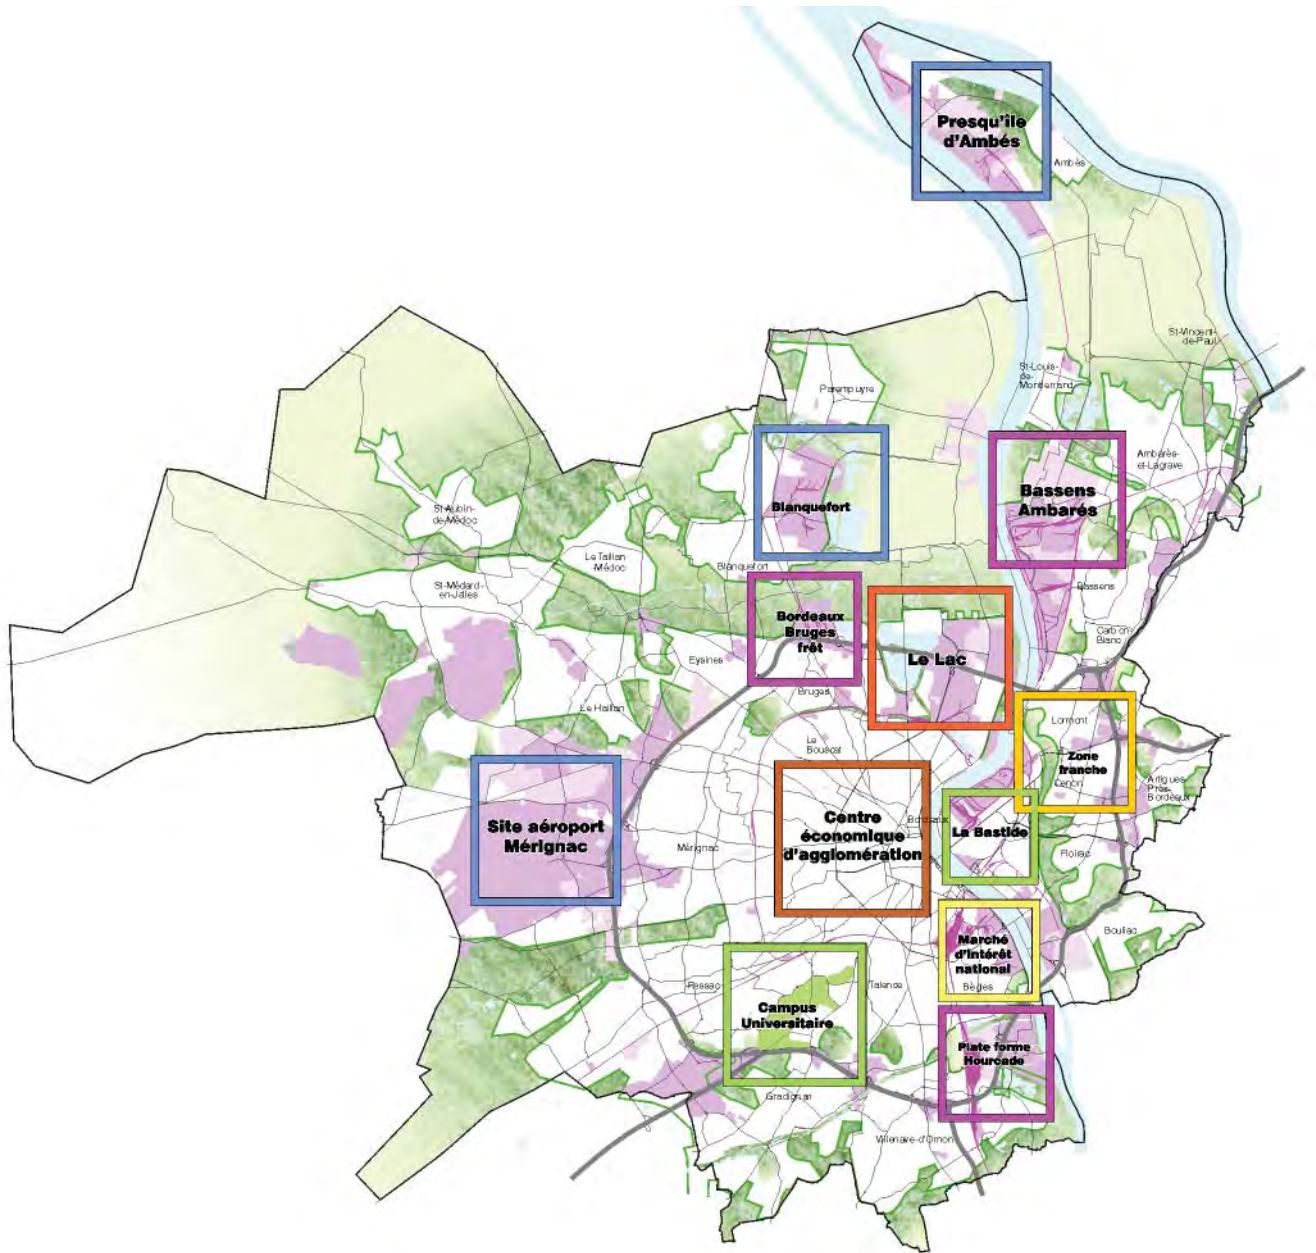 Presqu'île
d'Ambés
Ambès
St-Vincent-
de-Paul
St-Louis-
de-
Montferrand
Parempuyre
Ambarès-
et-Lagrave
Bassens
Ambarés
Blanquefort
St-Aubin-
de-Médoc
Le Taillan
-Médoc
Blanquefort
St-Médard-
en-Jalles
Bassens
Bordeaux
Bruges
frêt
Carbon-
Blanc
Eysines
Le Lac
Bruges
Le Haillan
Lormont
Le
Bouscat
Zone
franche
Cenon
Artigues
Près-
Bordeaux
Site aéroport
Mérignac
Mérignac
Centre
économique
d'agglomération
Bordeaux
La Bastide
Floirac
Bouliac
Marché
d'intérêt
national
Bègles
Pessac
Talence
Campus
Universitaire
Plate forme
Hourcade
Gradignan
Villenave-d'Ornon